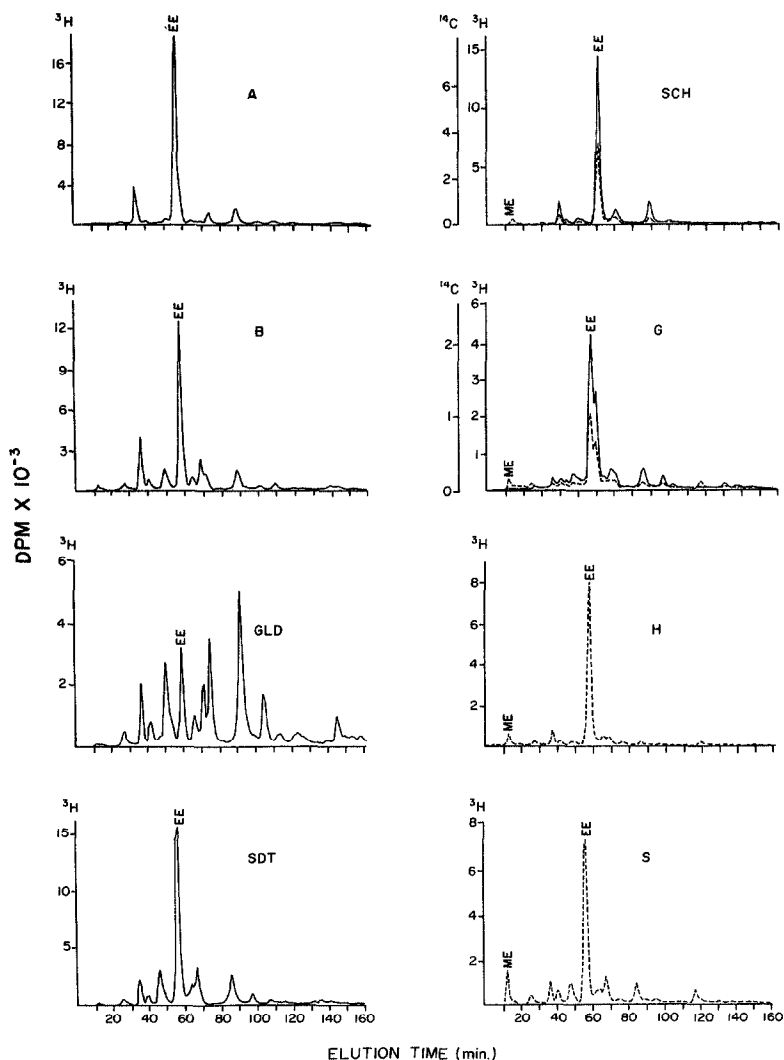 ³H
EE
16
12
8
4
A
¹⁴C ³H
EE
6 15
4 10
2 5
0
ME
SCH
³H
EE
12
9
6
3
B
¹⁴C ³H
EE
6
2 4
3
1 2
1
0
ME
G
DPM X 10⁻³
³H
6
4
2
EE
GLD
³H
EE
8
6
4
2
ME
H
³H
EE
15
10
5
SDT
20 40 60 80 100 120 140 160
³H
EE
8
6
4
2
ME
S
20 40 60 80 100 120 140 160
ELUTION TIME (min.)